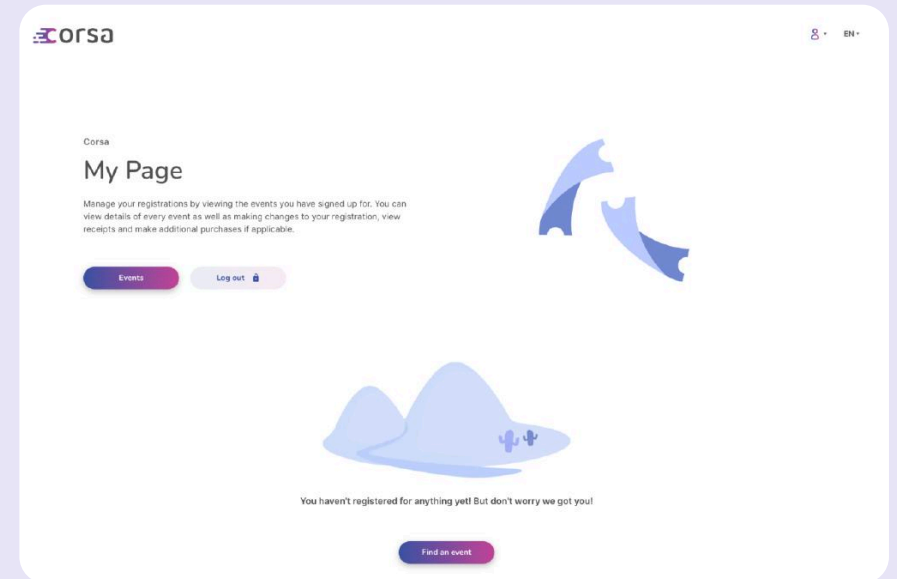 corsa
EN
Corsa
My Page
Manage your registrations by viewing the events you have signed up for. You can
view details of every event as well as making changes to your registration, view
receipts and make additional purchases if applicable.
Events
Log out
You haven't registered for anything yet! But don't worry we got you!
Find an event